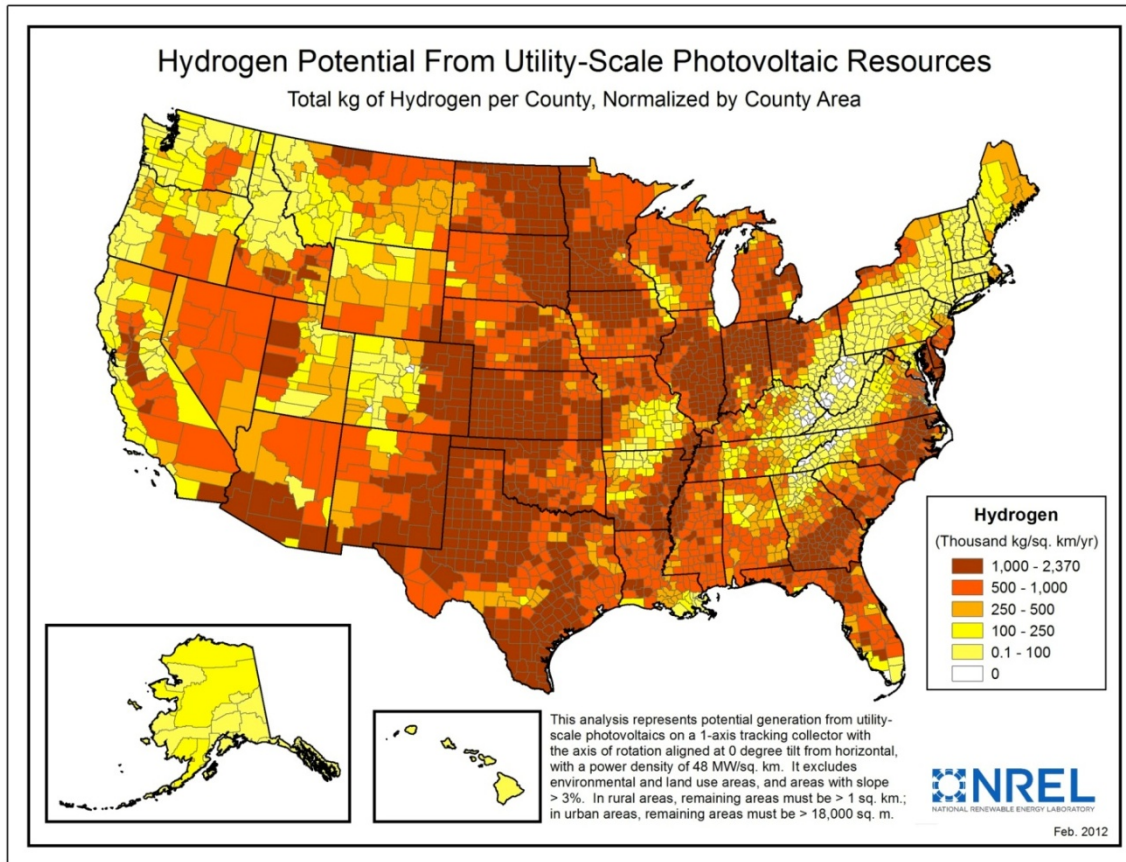 Hydrogen Potential From Utility-Scale Photovoltaic Resources
Total kg of Hydrogen per County, Normalized by County Area
Hydrogen
(Thousand kg/sq. km/yr)
1,000 - 2,370
500 - 1,000
250 - 500
100 - 250
0.1 - 100
0
This analysis represents potential generation from utility-
scale photovoltaics on a 1-axis tracking collector with
the axis of rotation aligned at 0 degree tilt from horizontal,
with a power density of 48 MW/sq. km. It excludes
environmental and land use areas, and areas with slope
> 3%. In rural areas, remaining areas must be > 1 sq. km.;
in urban areas, remaining areas must be > 18,000 sq. m.
NREL
NATIONAL RENEWABLE ENERGY LABORATORY
Feb. 2012